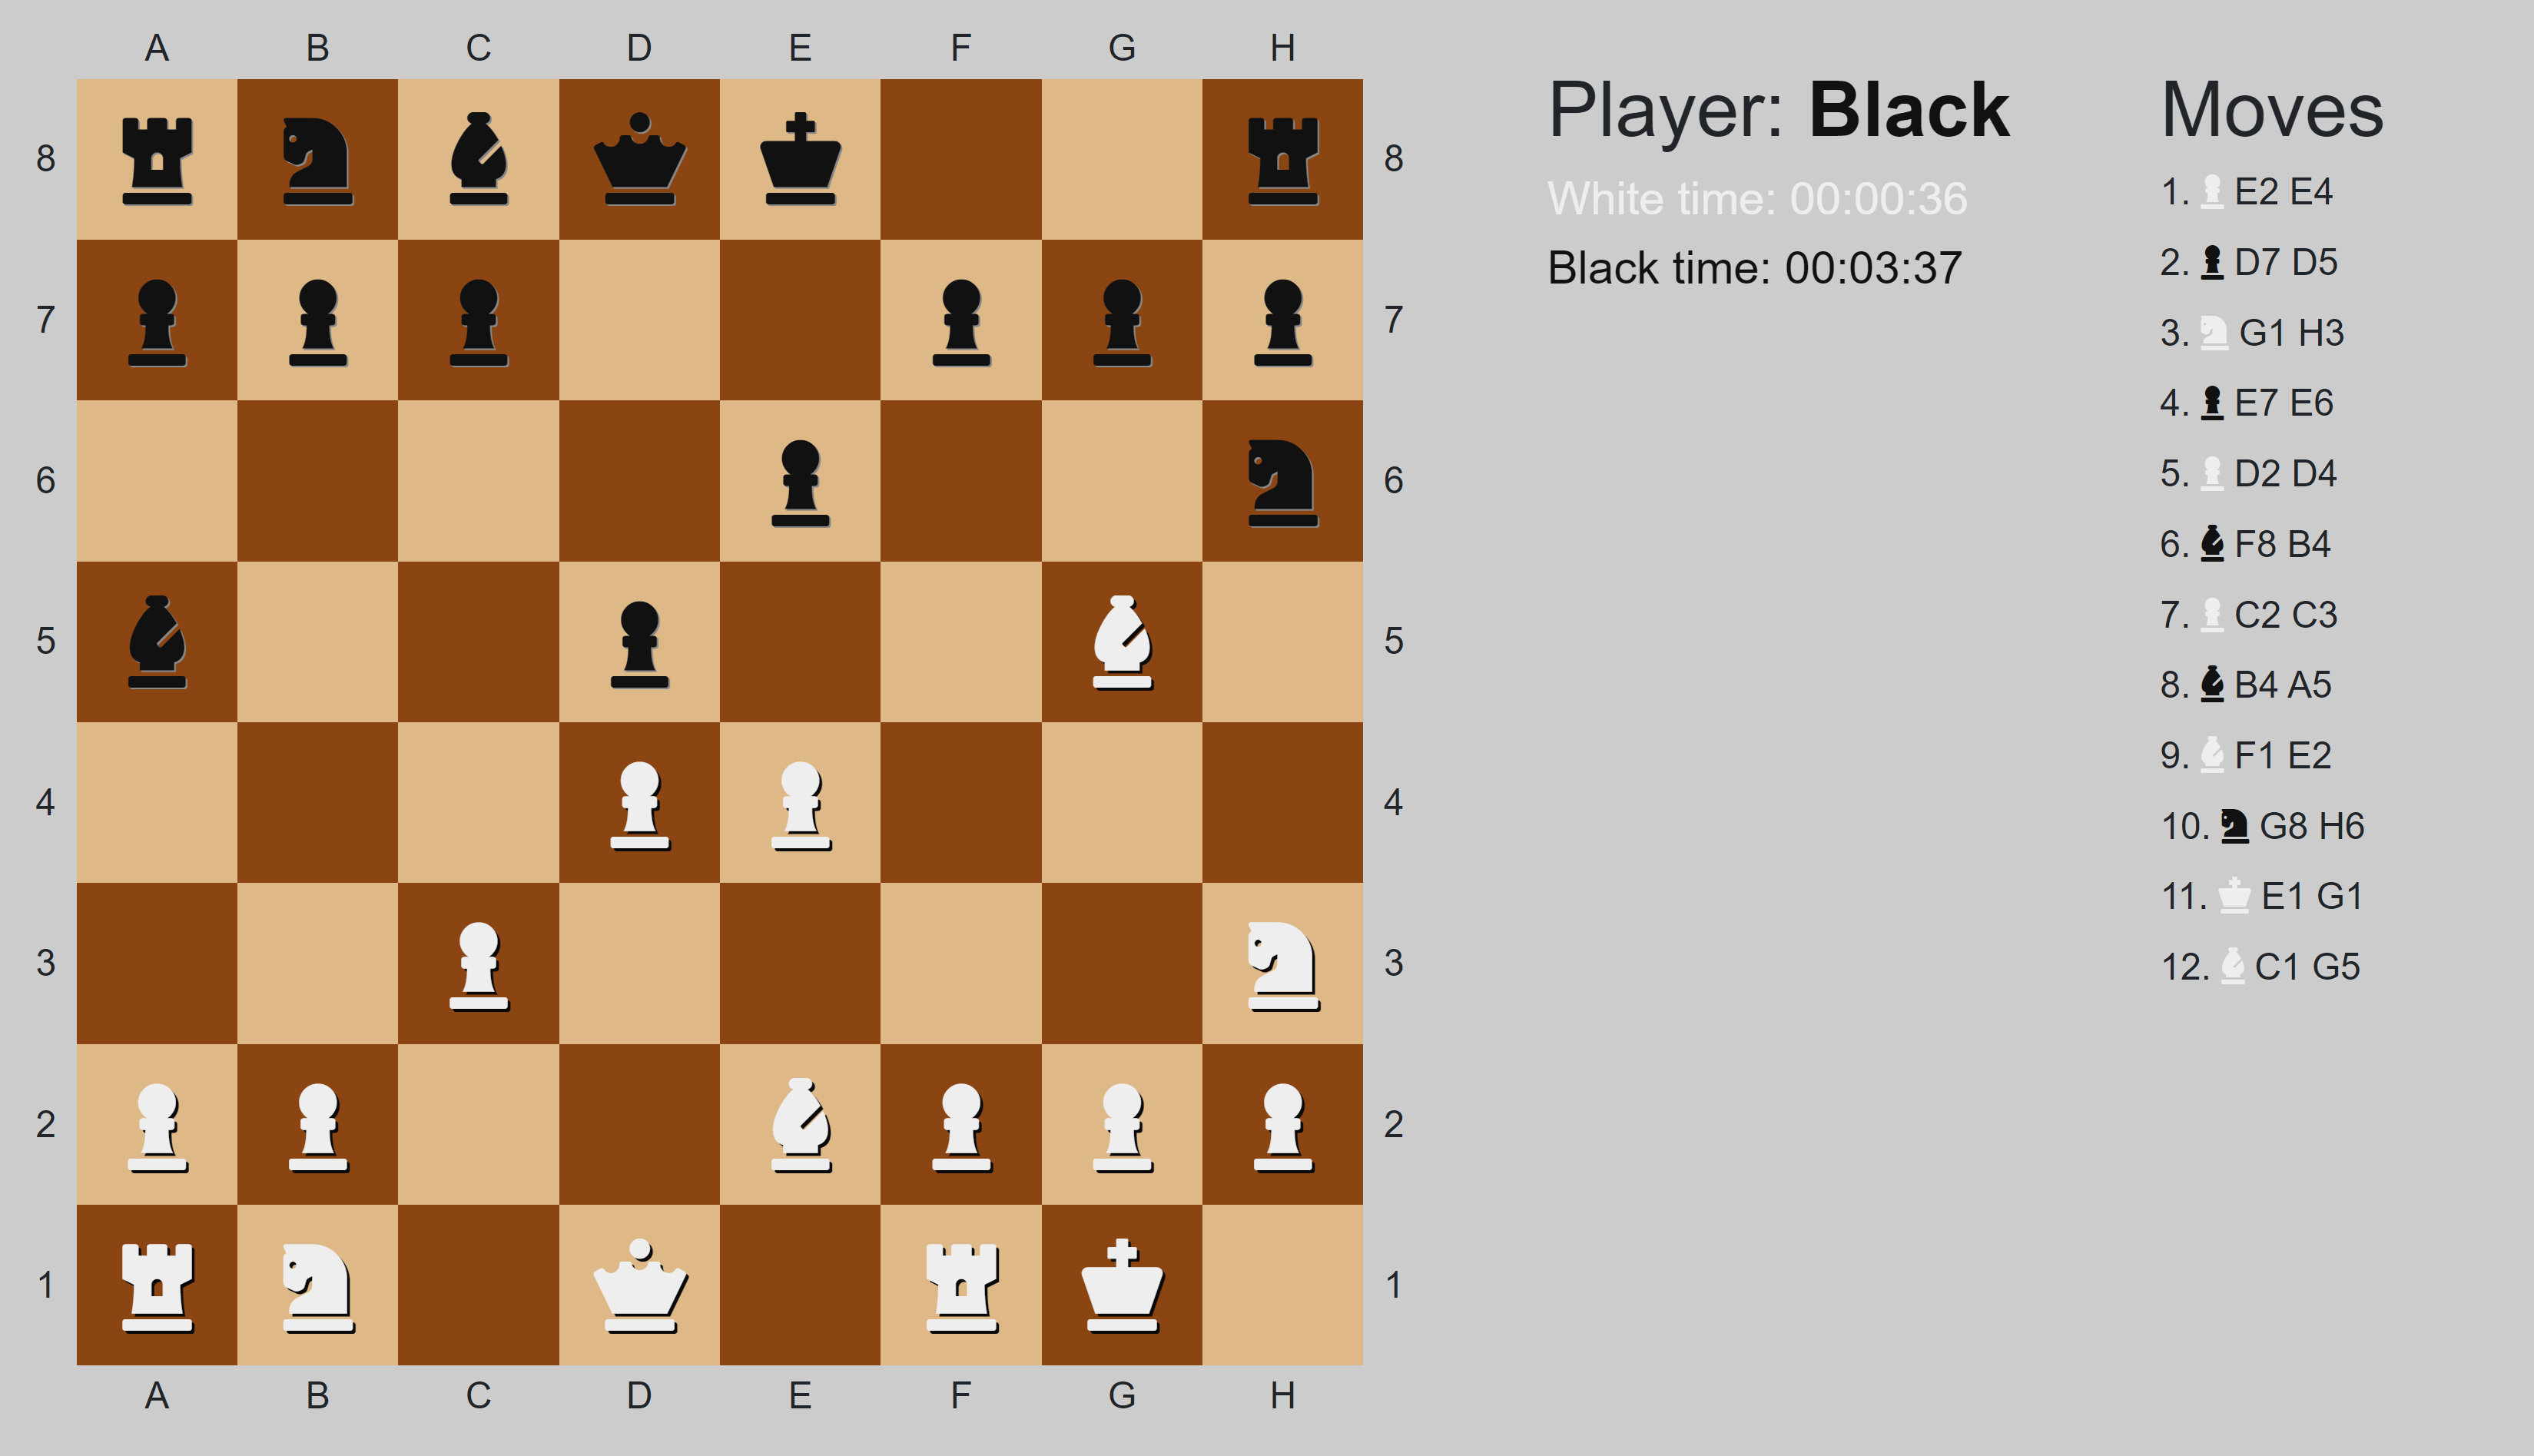 A B C D E F G H
8 8
7 7
6 6
5 5
4 4
3 3
2 2
1 1
A B C D E F G H
Player: Black
White time: 00:00:36
Black time: 00:03:37
Moves
1. E2 E4
2. D7 D5
3. G1 H3
4. E7 E6
5. D2 D4
6. F8 B4
7. C2 C3
8. B4 A5
9. F1 E2
10. G8 H6
11. E1 G1
12. C1 G5